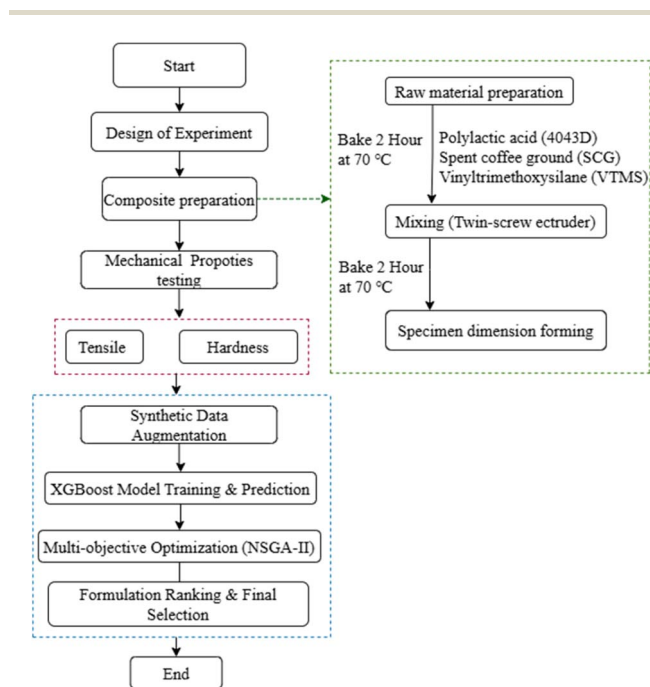 Start
Design of Experiment
Composite preparation
Mechanical Propoties
testing
Tensile
Hardness
Synthetic Data
Augmentation
XGBoost Model Training & Prediction
Multi-objective Optimization (NSGA-II)
Formulation Ranking & Final
Selection
End
Raw material preparation
Bake 2 Hour
at 70 °C
Polylactic acid (4043D)
Spent coffee ground (SCG)
Vinyltrimethoxysilane (VTMS)
Mixing (Twin-screw ectruder)
Bake 2 Hour
at 70 °C
Specimen dimension forming